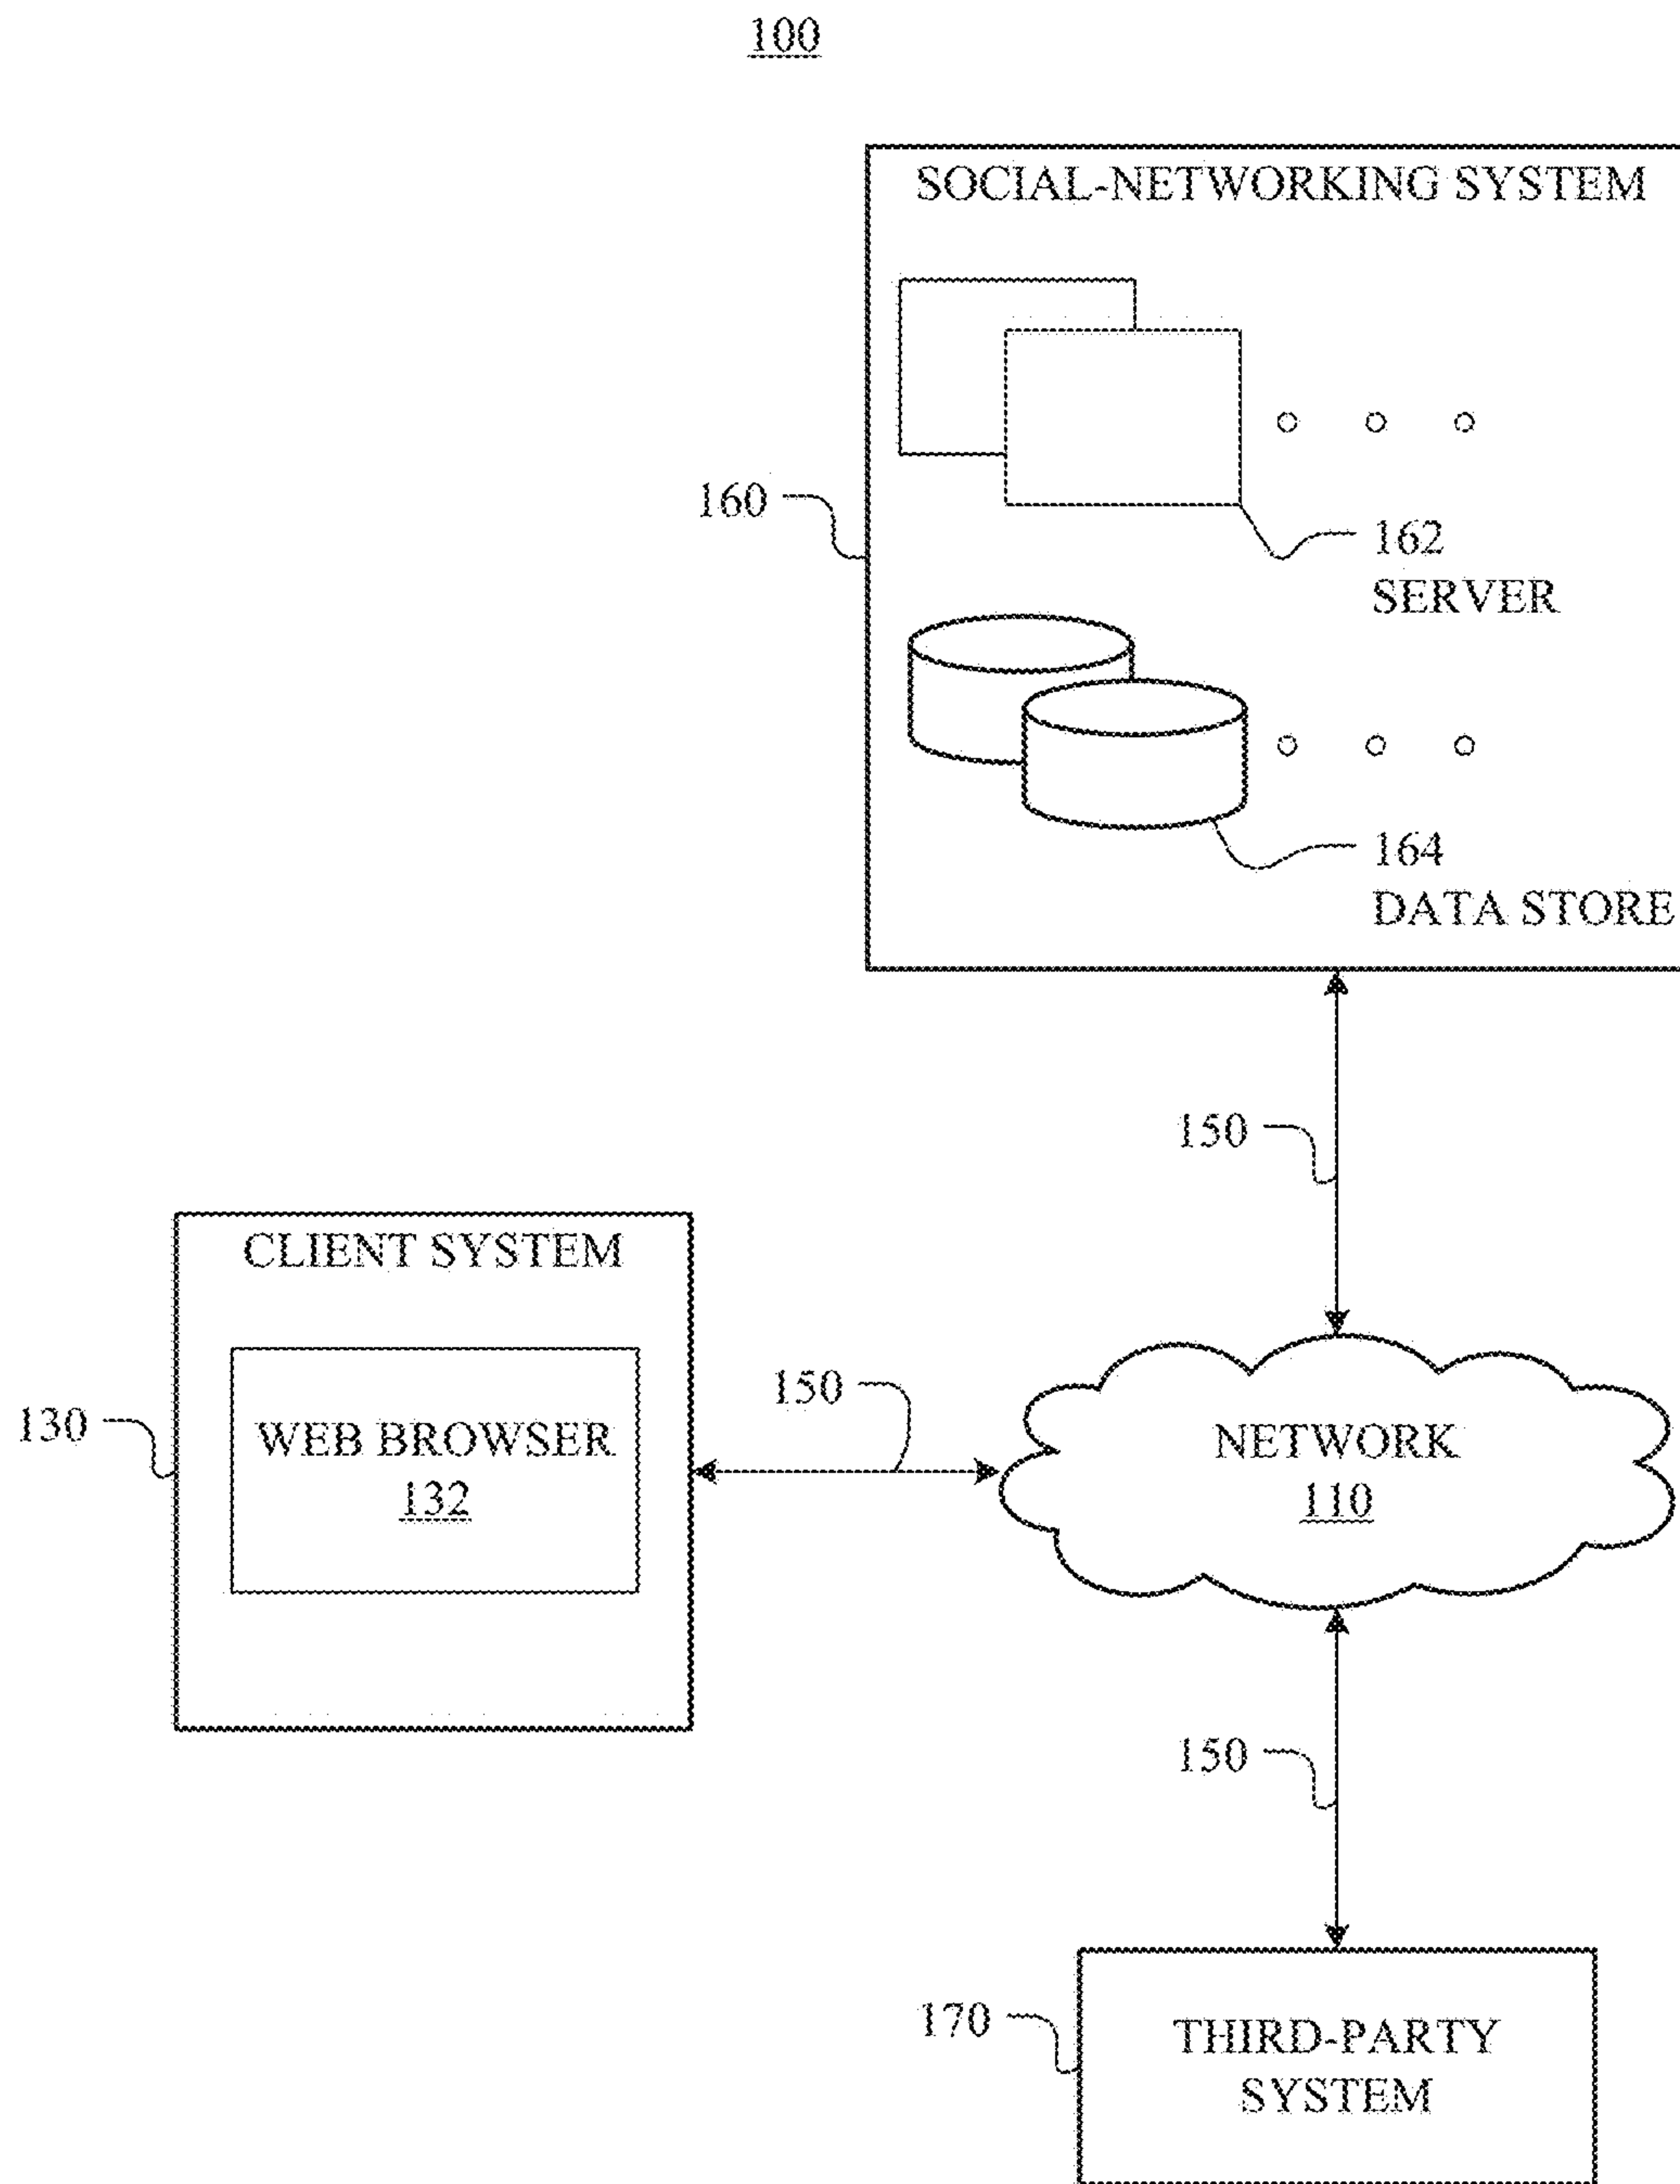 100
SOCIAL-NETWORKING SYSTEM
160
162
SERVER
164
DATA STORE
150
CLIENT SYSTEM
130
WEB BROWSER
132
150
NETWORK
110
150
170
THIRD-PARTY
SYSTEM